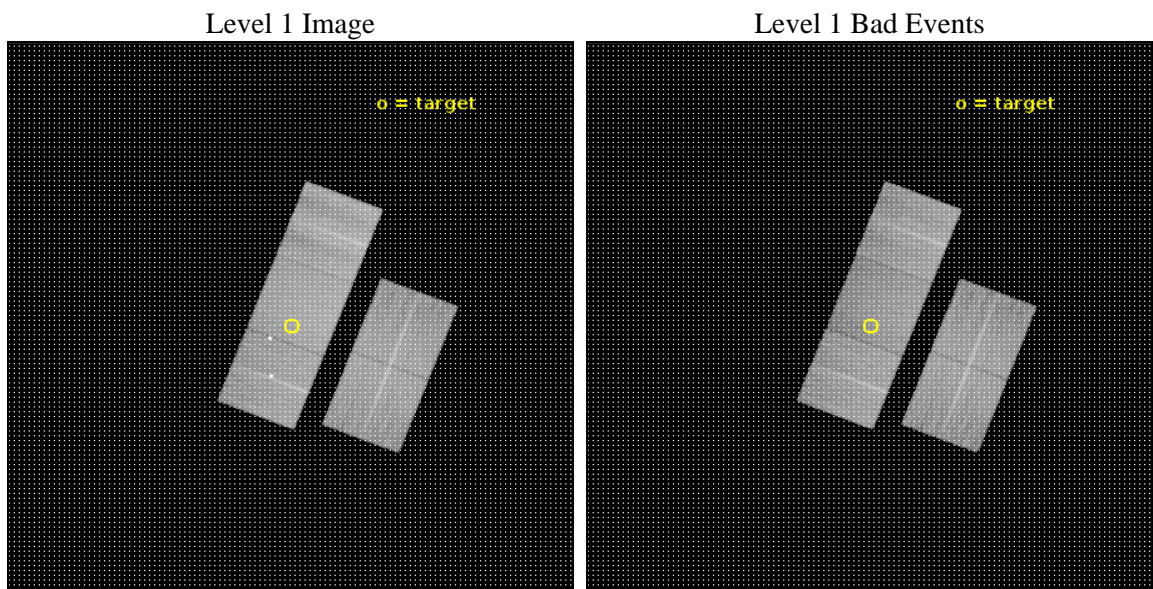 Level 1 Image
Level 1 Bad Events
o = target
o = target